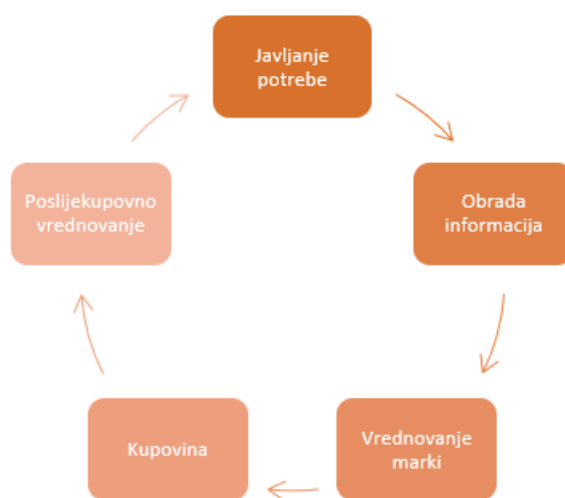 Javljanje
potrebe
Obrada
informacija
Vrednovanje
marki
Kupovina
Poslijekupovno
vrednovanje